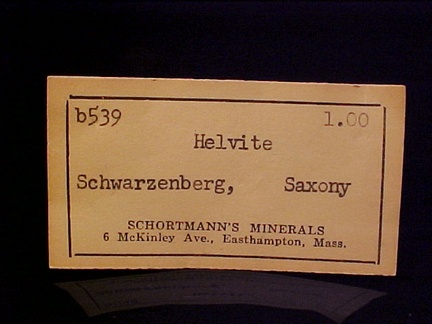 b539 1.00
Helvite
Schwarzenberg, Saxony
SCHORTMANN'S MINERALS
6 McKinley Ave., Easthampton, Mass.